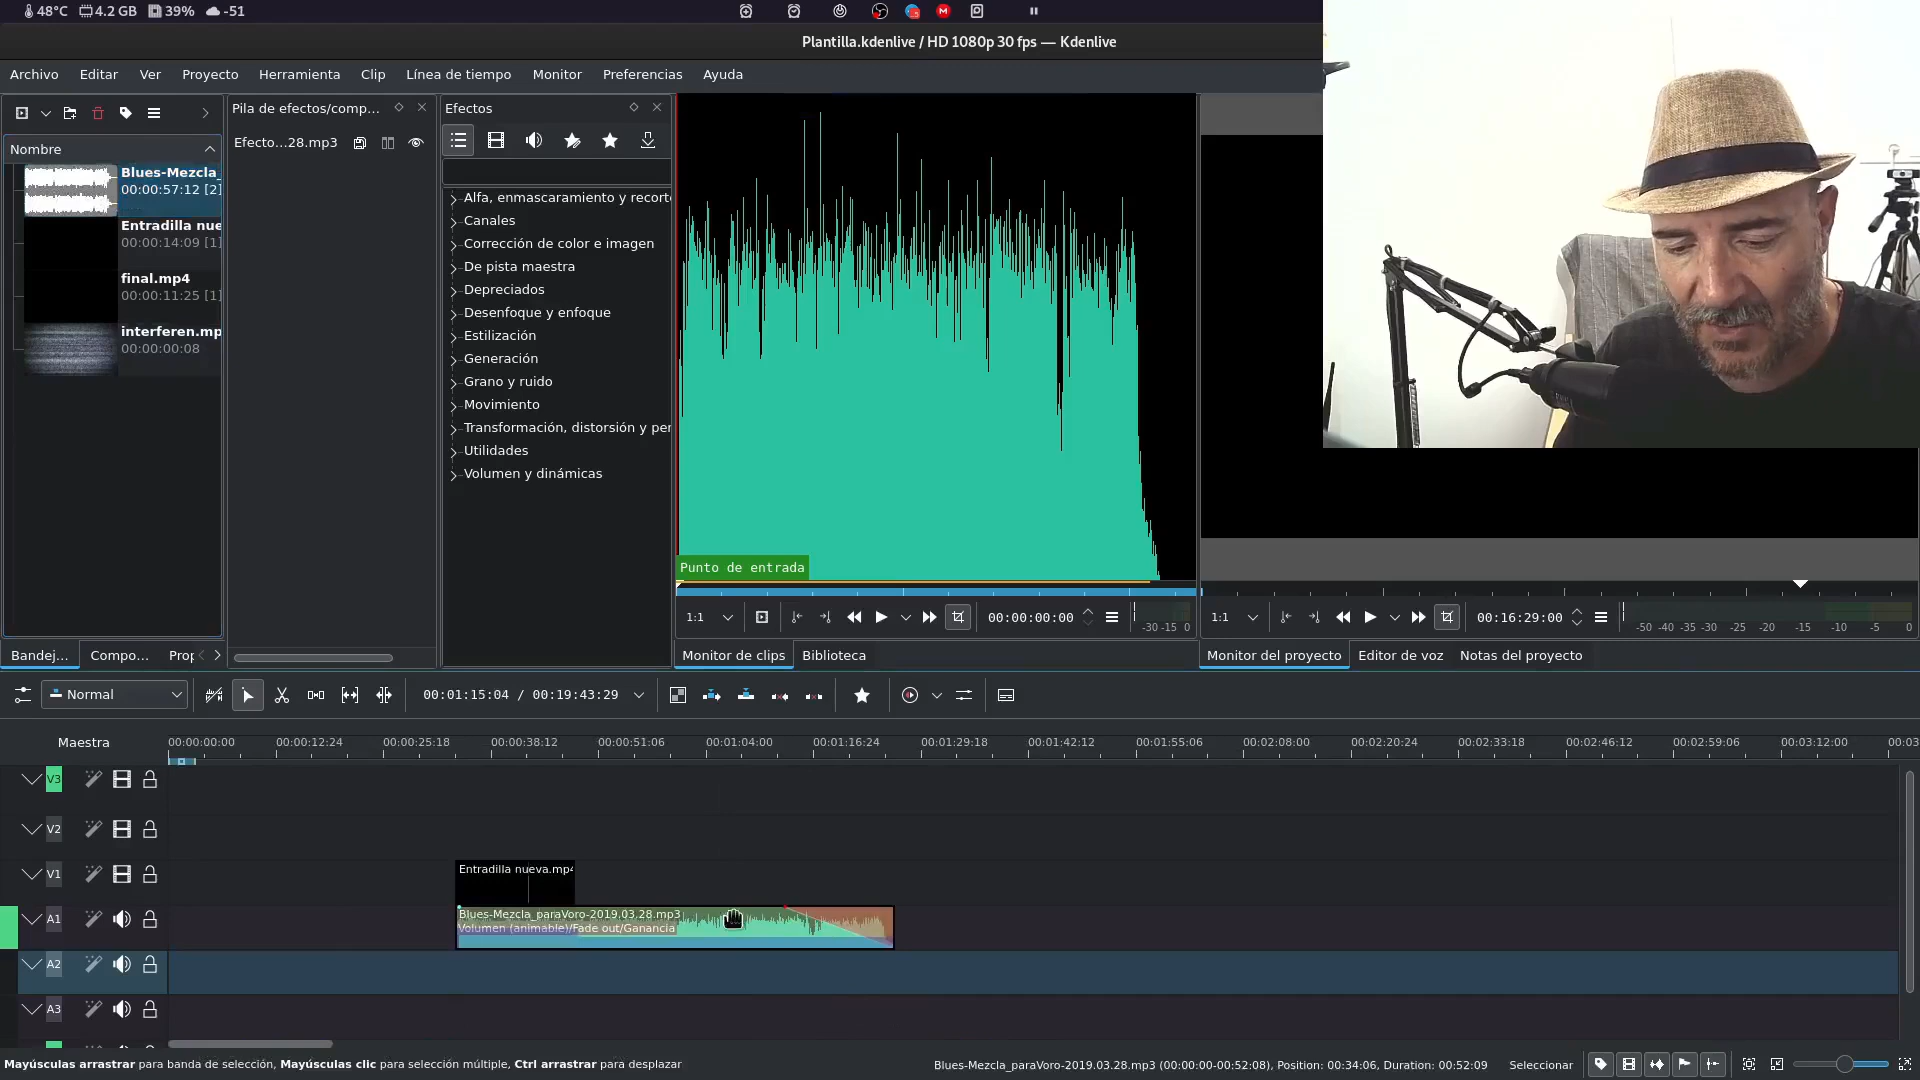 48°C 4.2 GB 39% -51
Plantilla.kdenlive / HD 1080p 30 fps — Kdenlive
Archivo Editar Ver Proyecto Herramienta Clip Línea de tiempo Monitor Preferencias Ayuda
Pila de efectos/comp...
Efectos
Efecto...28.mp3
Nombre
Blues-Mezcla_
00:00:57:12 [2]
Entradilla nue
00:00:14:09 [1]
final.mp4
00:00:11:25 [1]
interferen.mp
00:00:00:08
Alfa, enmascaramiento y recort
Canales
Corrección de color e imagen
De pista maestra
Depreciados
Desenfoque y enfoque
Estilización
Generación
Grano y ruido
Movimiento
Transformación, distorsión y per
Utilidades
Volumen y dinámicas
Punto de entrada
1:1 00:00:00:00 -30 -15 0
1:1 00:16:29:00 -50 -40 -35 -30 -25 -20 -15 -10 -5 0
Bandej... Compo... Prop
Monitor de clips Biblioteca
Monitor del proyecto Editor de voz Notas del proyecto
Normal 00:01:15:04 / 00:19:43:29
Maestra 00:00:00:00 00:00:12:24 00:00:25:18 00:00:38:12 00:00:51:06 00:01:04:00 00:01:16:24 00:01:29:18 00:01:42:12 00:01:55:06 00:02:08:00 00:02:20:24 00:02:33:18 00:02:46:12 00:02:59:06 00:03:12:00 00:03
V3
V2
V1
Entradilla nueva.mp4
A1
Blues-Mezcla_paraVoro-2019.03.28.mp3
Volumen (animable)/Fade out/Ganancia
A2
A3
Mayúsculas arrastrar para banda de selección, Mayúsculas clic para selección múltiple, Ctrl arrastrar para desplazar
Blues-Mezcla_paraVoro-2019.03.28.mp3 (00:00:00-00:52:08), Position: 00:34:06, Duration: 00:52:09 Seleccionar